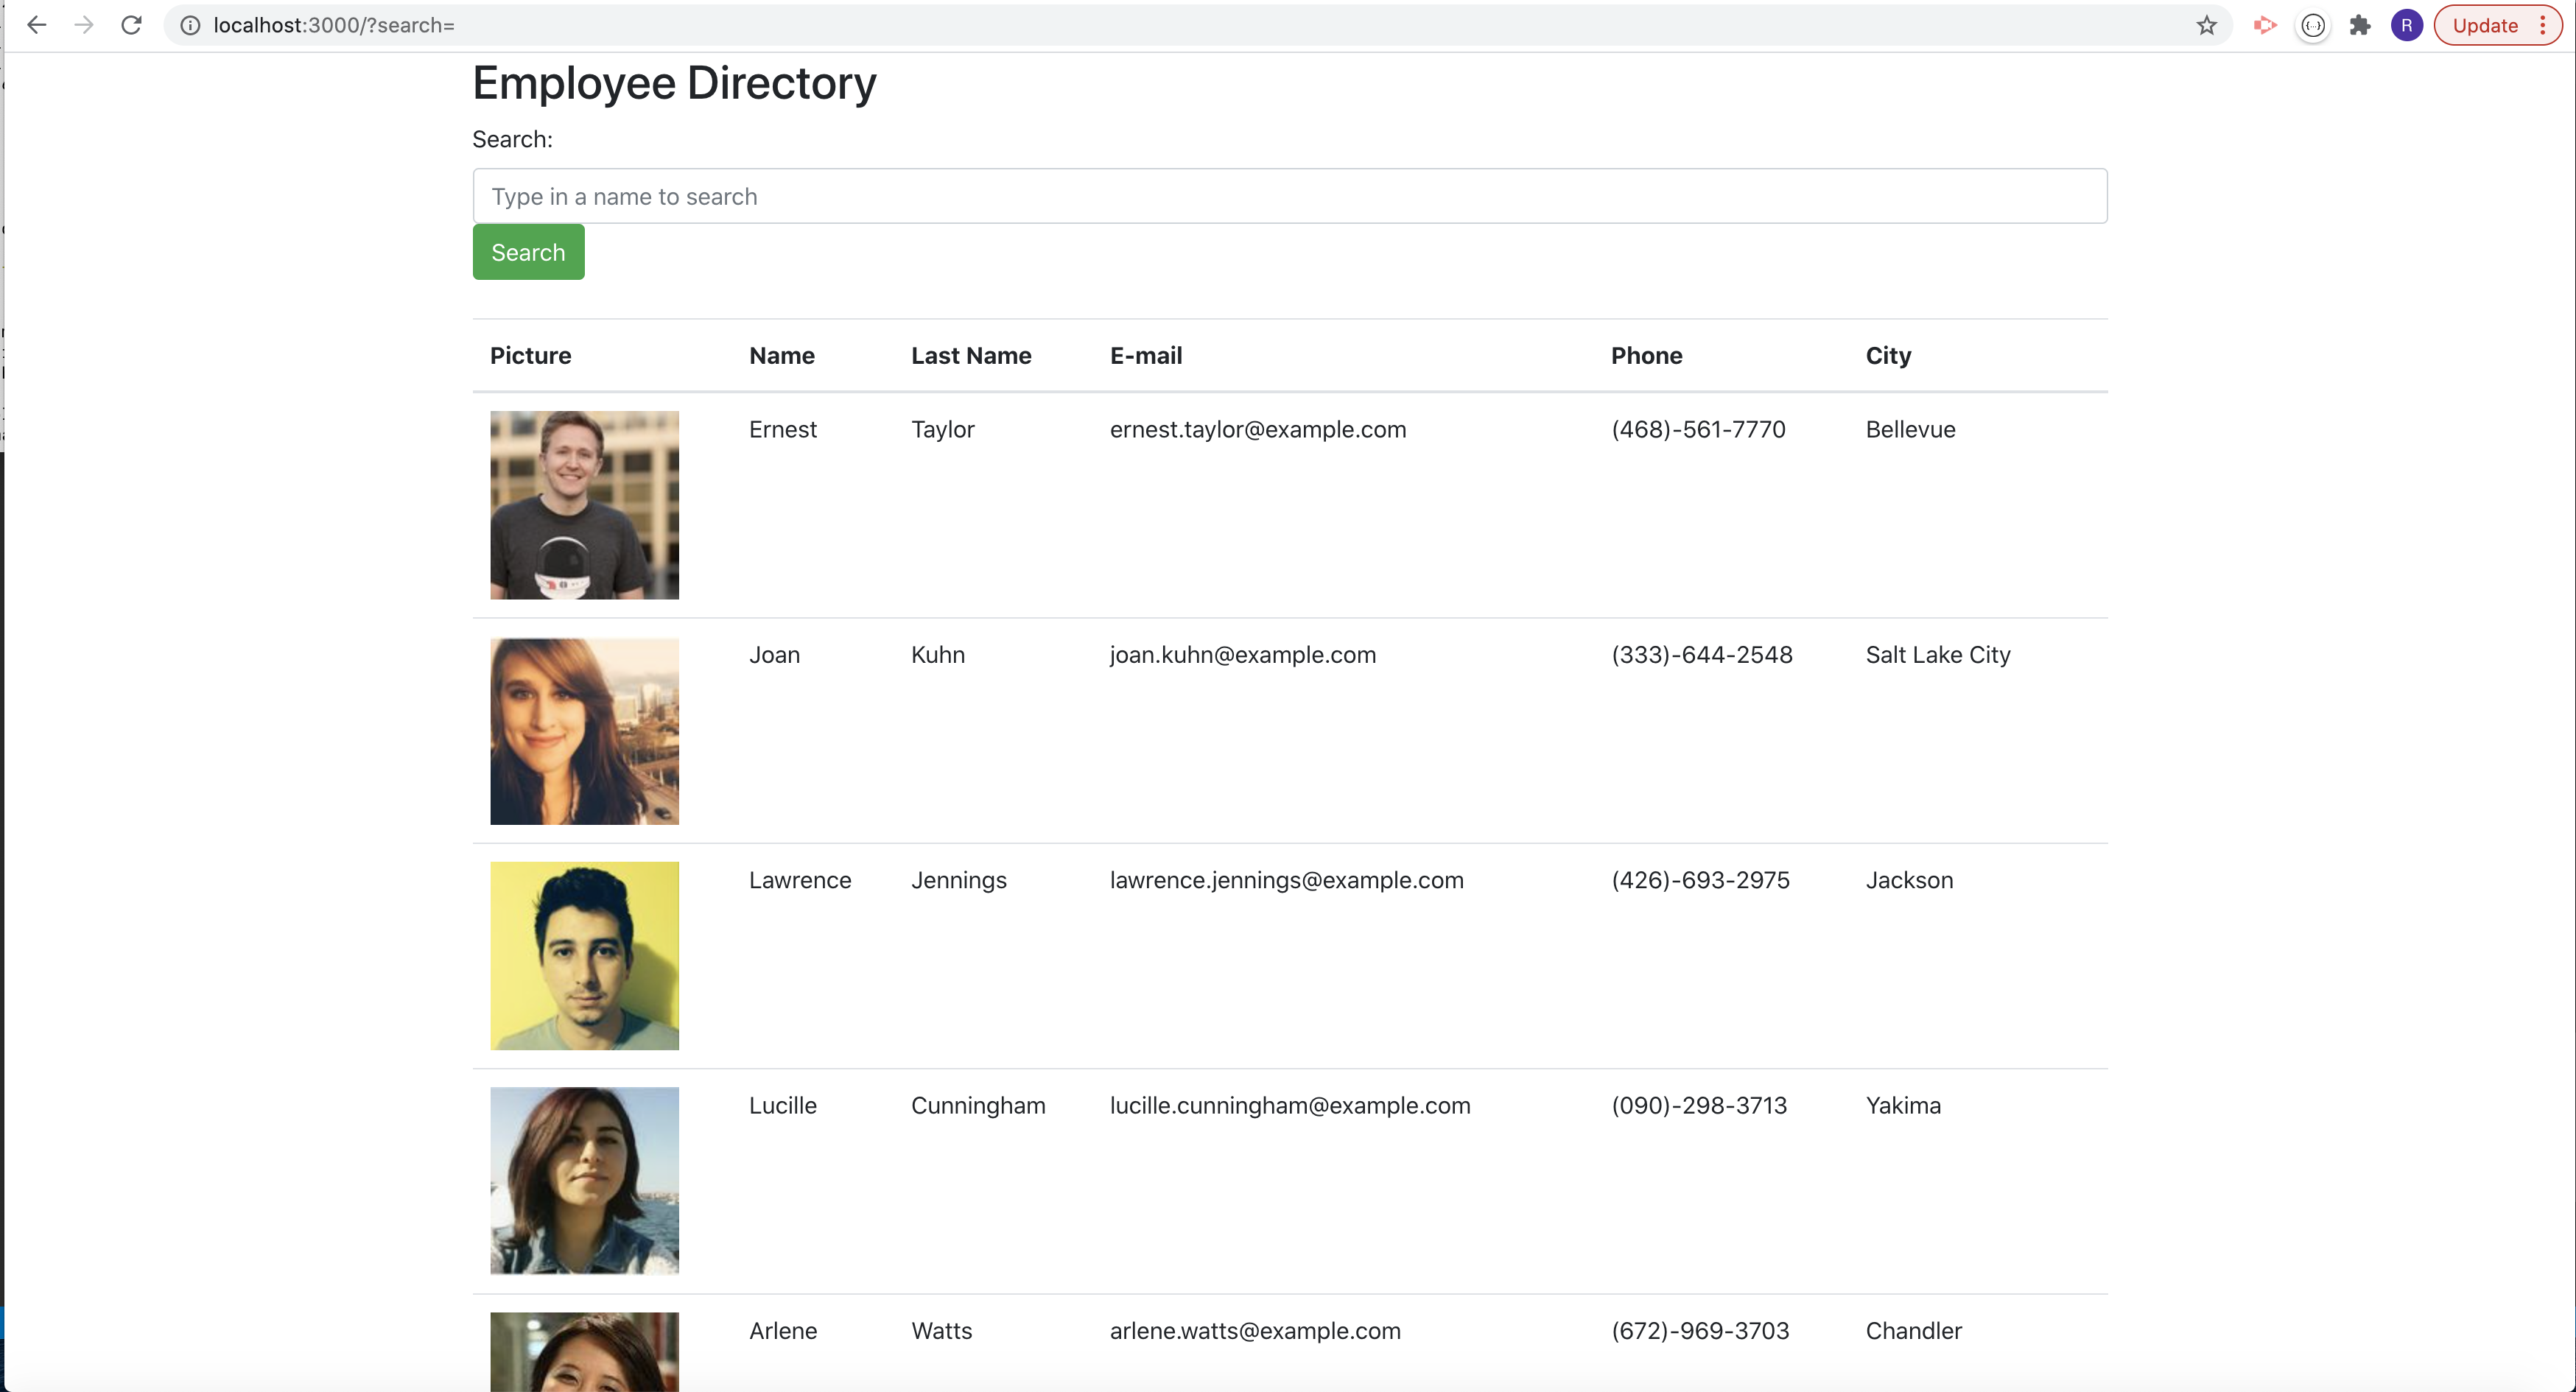 localhost:3000/?search=
R
Update
Employee Directory
Search:
Type in a name to search
Search
Picture Name Last Name E-mail Phone City
Ernest Taylor ernest.taylor@example.com (468)-561-7770 Bellevue
Joan Kuhn joan.kuhn@example.com (333)-644-2548 Salt Lake City
Lawrence Jennings lawrence.jennings@example.com (426)-693-2975 Jackson
Lucille Cunningham lucille.cunningham@example.com (090)-298-3713 Yakima
Arlene Watts arlene.watts@example.com (672)-969-3703 Chandler